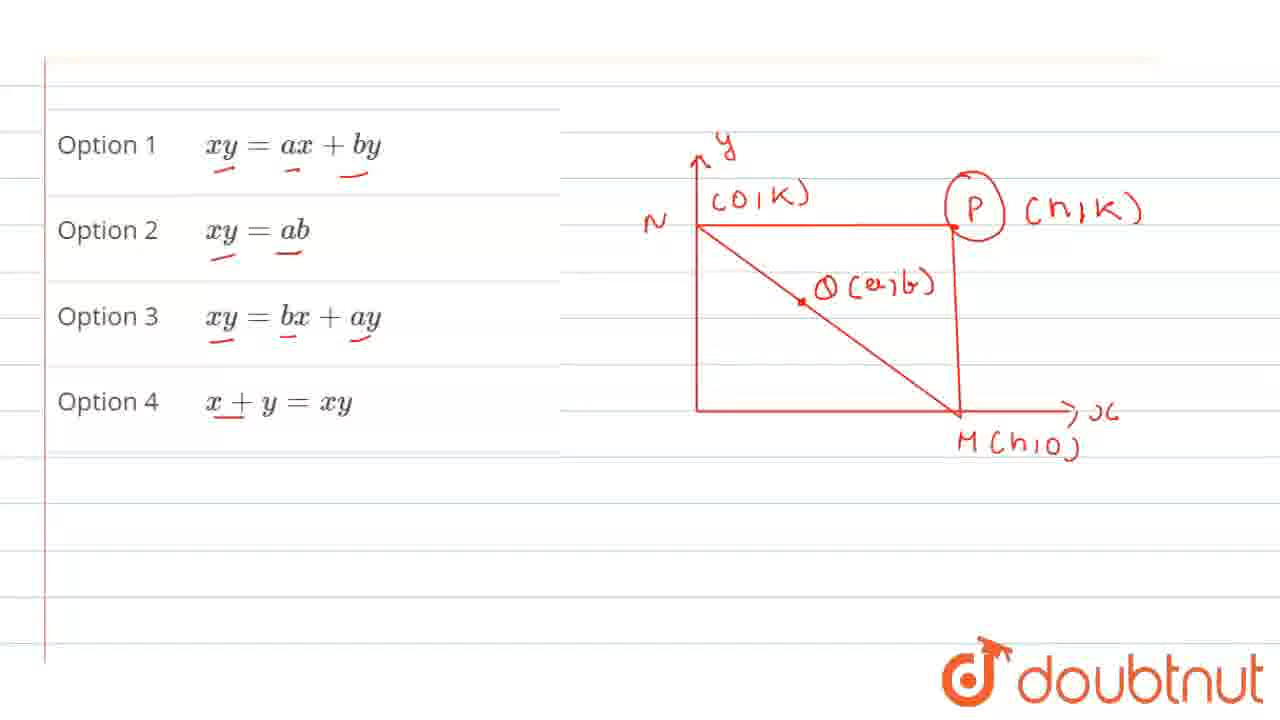 Option 1 xy = ax + by
Option 2 xy = ab
Option 3 xy = bx + ay
Option 4 x + y = xy
y
(0,K)
N
P (h,K)
Q (a,b)
x
M (h,0)
doubtnut